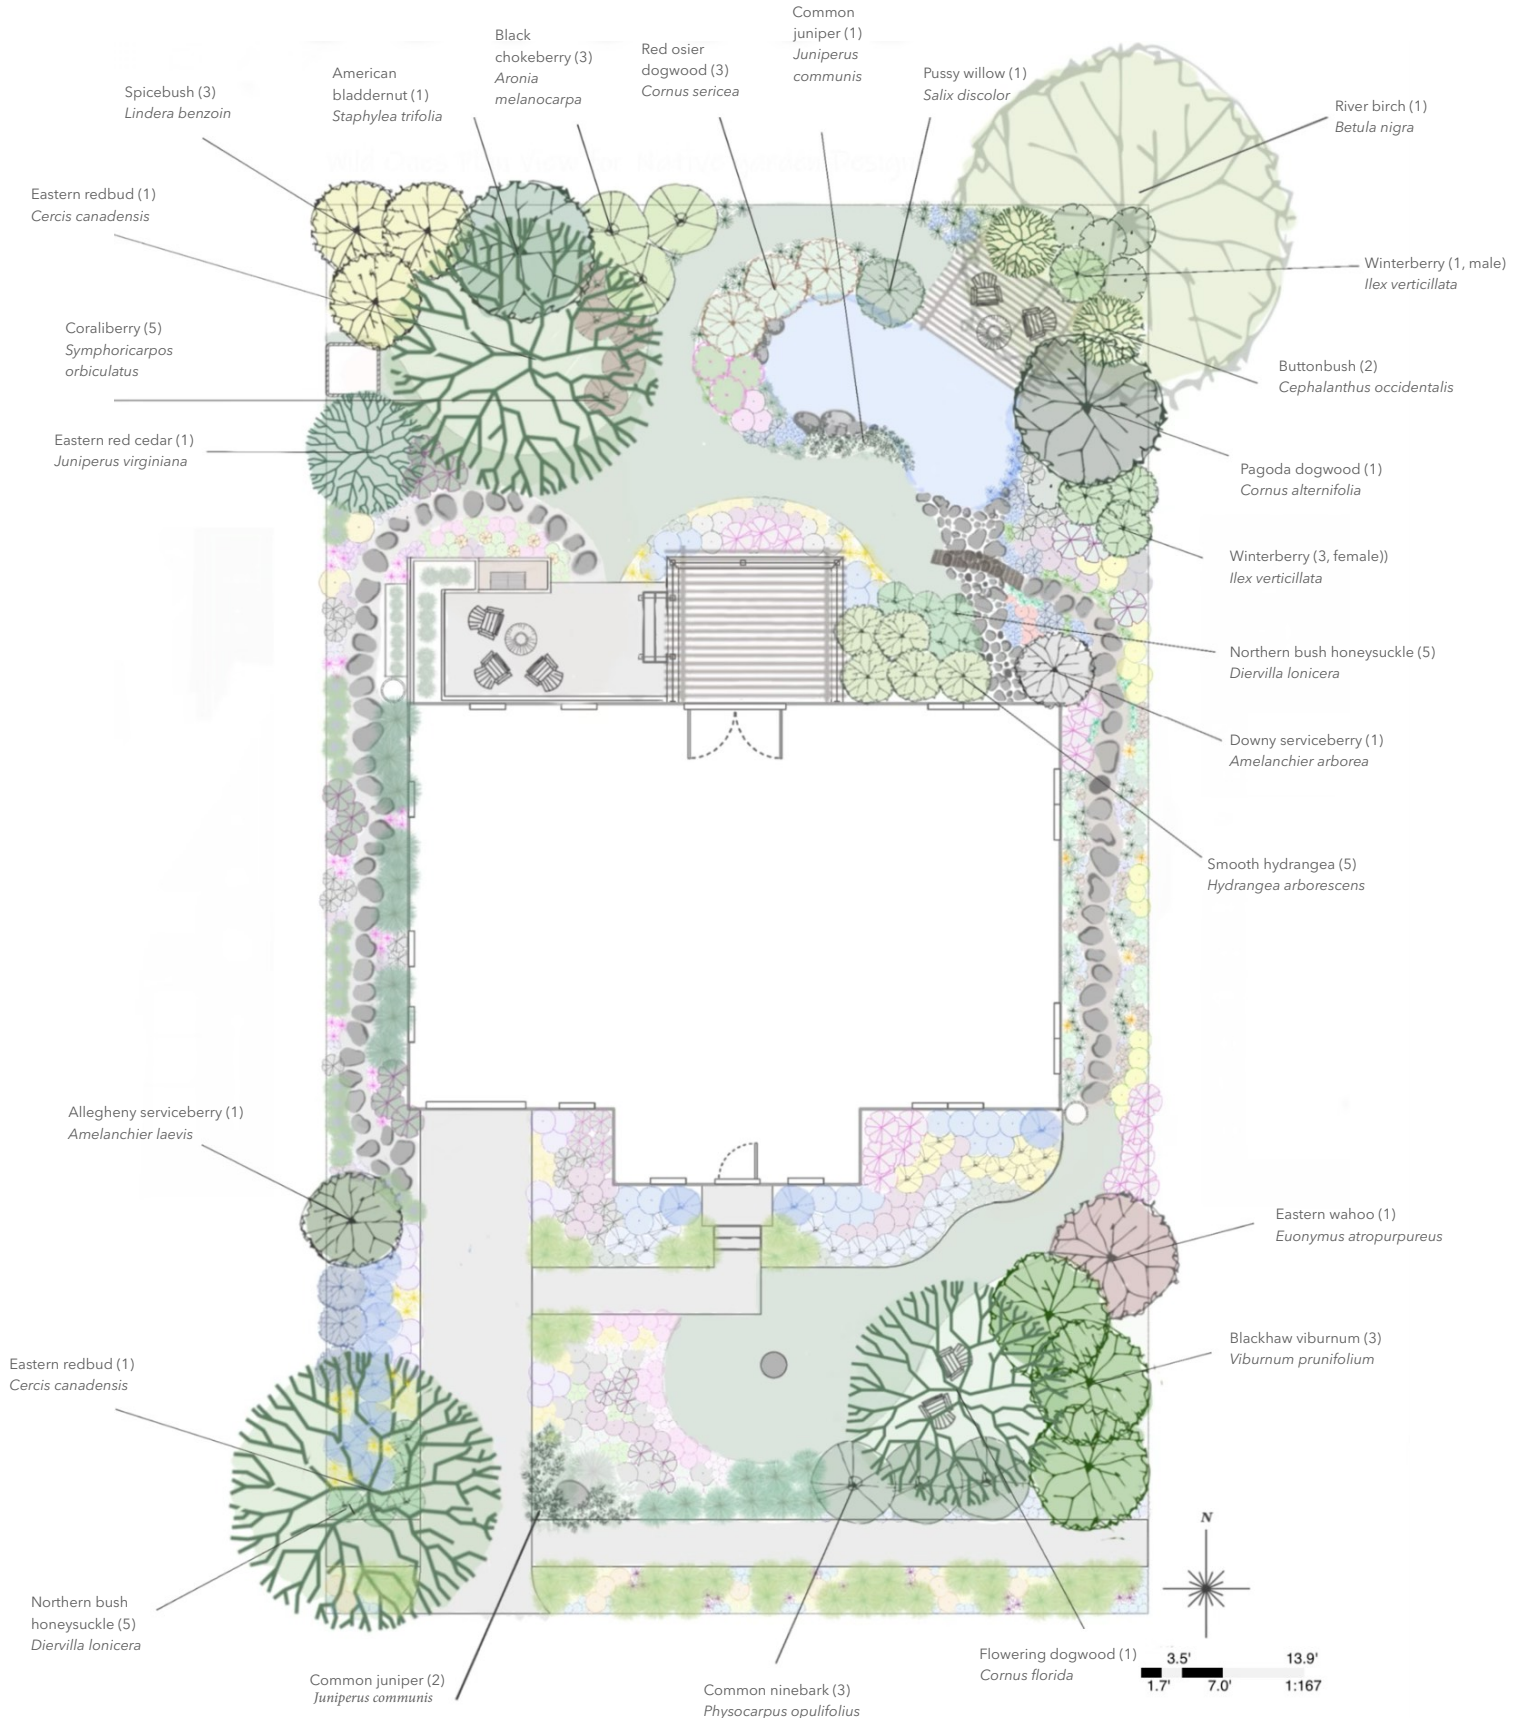 Common
juniper (1)
Juniperus
communis
Black
chokeberry (3)
Aronia
melanocarpa
Red osier
dogwood (3)
Cornus sericea
American
bladdernut (1)
Staphylea trifolia
Pussy willow (1)
Salix discolor
Spicebush (3)
Lindera benzoin
River birch (1)
Betula nigra
Eastern redbud (1)
Cercis canadensis
Winterberry (1, male)
Ilex verticillata
Coraliberry (5)
Symphoricarpos
orbiculatus
Buttonbush (2)
Cephalanthus occidentalis
Eastern red cedar (1)
Juniperus virginiana
Pagoda dogwood (1)
Cornus alternifolia
Winterberry (3, female))
Ilex verticillata
Northern bush honeysuckle (5)
Diervilla lonicera
Downy serviceberry (1)
Amelanchier arborea
Smooth hydrangea (5)
Hydrangea arborescens
Allegheny serviceberry (1)
Amelanchier laevis
Eastern wahoo (1)
Euonymus atropurpureus
Blackhaw viburnum (3)
Viburnum prunifolium
Eastern redbud (1)
Cercis canadensis
N
Northern bush
honeysuckle (5)
Diervilla lonicera
Flowering dogwood (1)
Cornus florida
Common juniper (2)
Juniperus communis
Common ninebark (3)
Physocarpus opulifolius
3.5' 13.9'
1.7' 7.0' 1:167